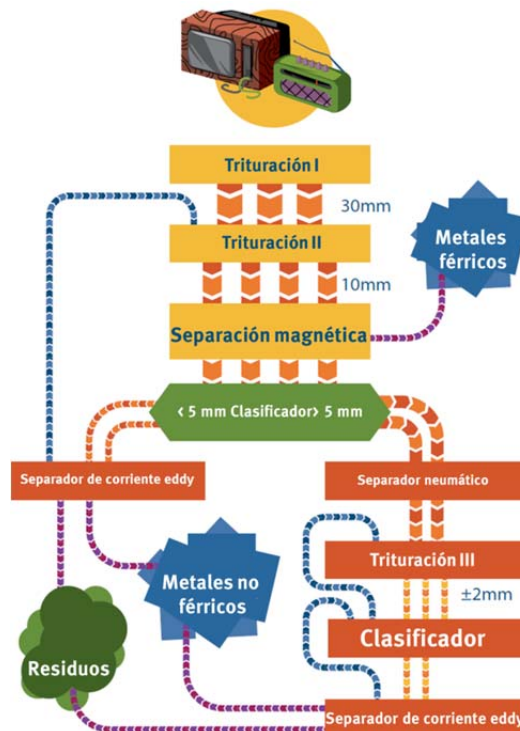 Trituración I
30mm
Trituración II
Metales
férricos
10mm
Separación magnética
< 5 mm Clasificador> 5 mm
Separador de corriente eddy
Separador neumático
Metales no
férricos
Trituración III
±2mm
Clasificador
Residuos
Separador de corriente eddy